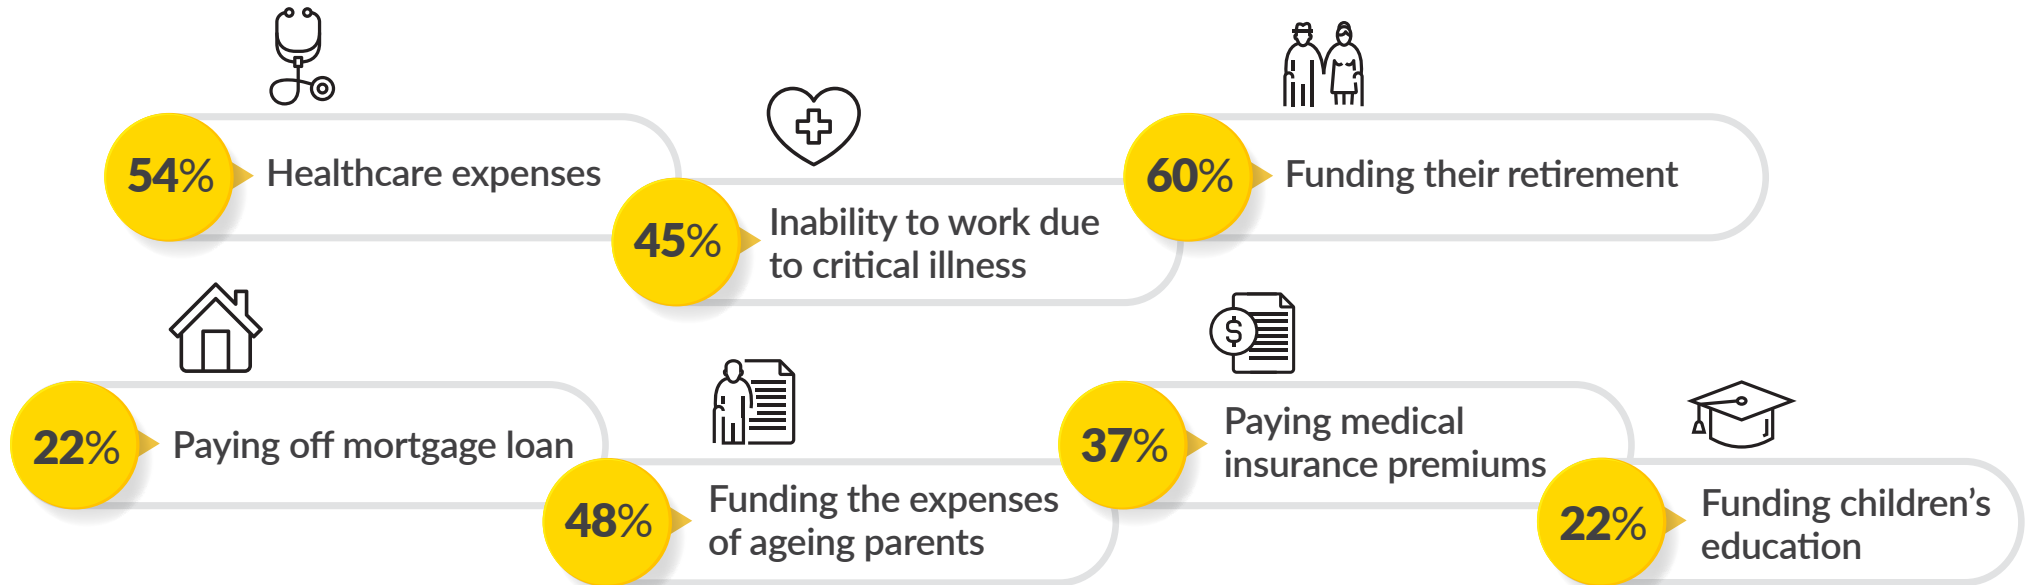 54%
Healthcare expenses
45%
Inability to work due
to critical illness
60%
Funding their retirement
22%
Paying off mortgage loan
48%
Funding the expenses
of ageing parents
$
37%
Paying medical
insurance premiums
22%
Funding children’s
education